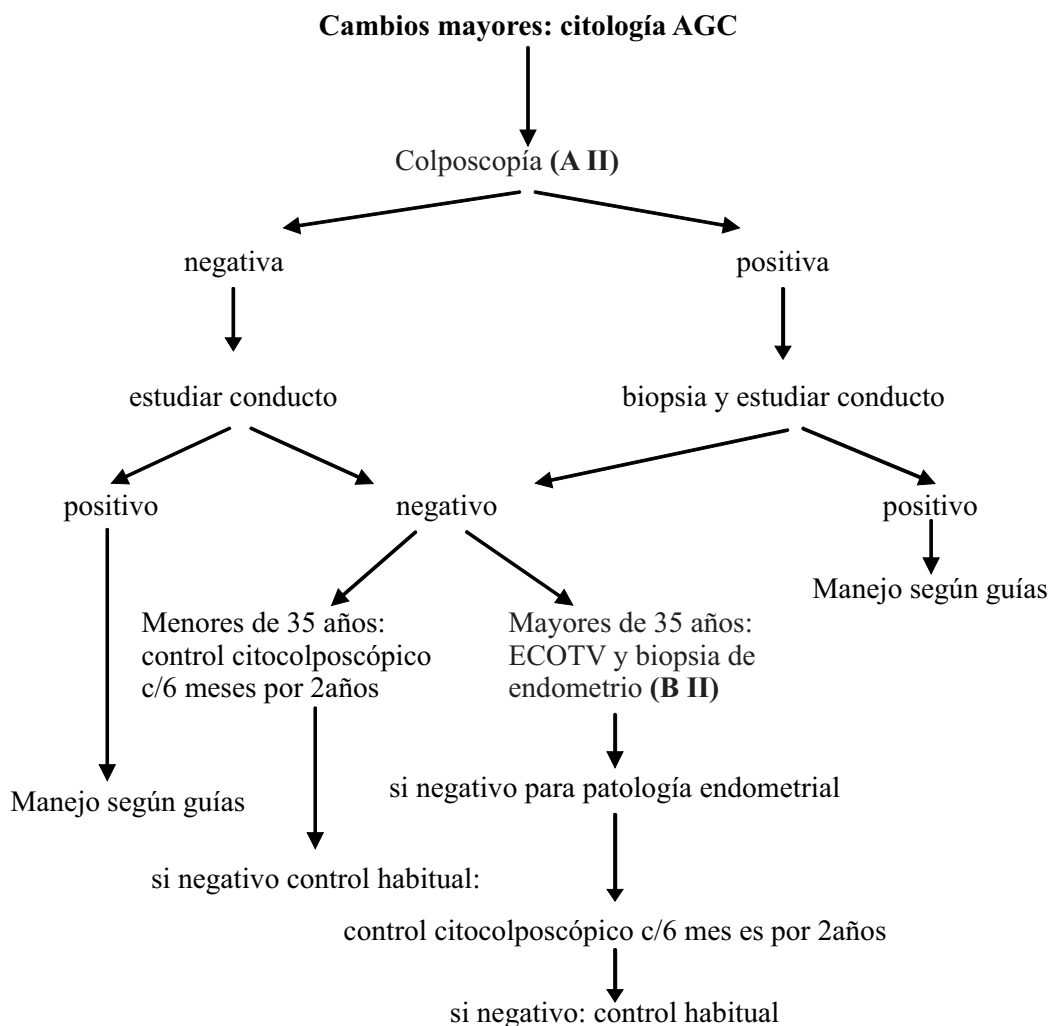 Cambios mayores: citología AGC
Colposcopía (A II)
negativa
positiva
estudiar conducto
biopsia y estudiar conducto
positivo
negativo
positivo
Manejo según guías
Menores de 35 años:
control citocolposcópico
c/6 meses por 2años
Mayores de 35 años:
ECOTV y biopsia de
endometrio (B II)
Manejo según guías
si negativo para patología endometrial
si negativo control habitual:
control citocolposcópico c/6 mes es por 2años
si negativo: control habitual